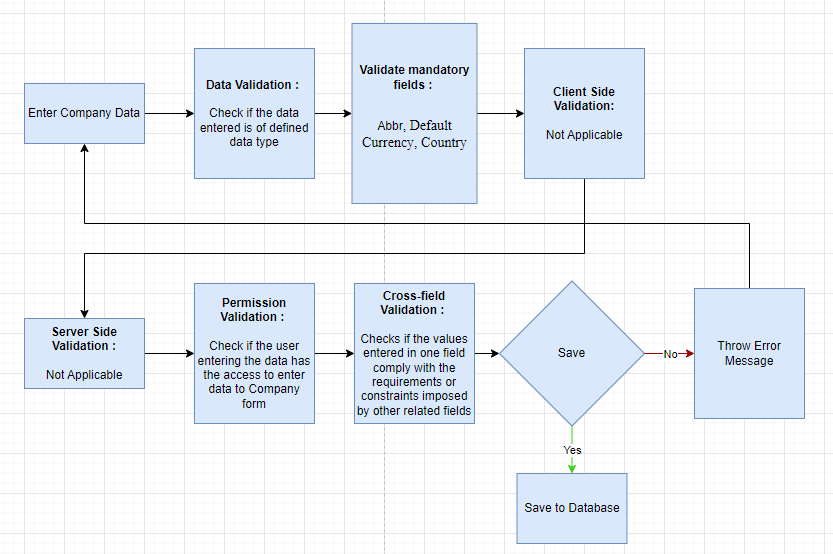 Enter Company Data
Data Validation :
Check if the data
entered is of defined
data type
Validate mandatory
fields :
Abbr, Default
Currency, Country
Client Side
Validation:
Not Applicable
Server Side
Validation :
Not Applicable
Permission
Validation :
Check if the user
entering the data has
the access to enter
data to Company
form
Cross-field
Validation :
Checks if the values
entered in one field
comply with the
requirements or
constraints imposed
by other related fields
Save
No
Throw Error
Message
Yes
Save to Database